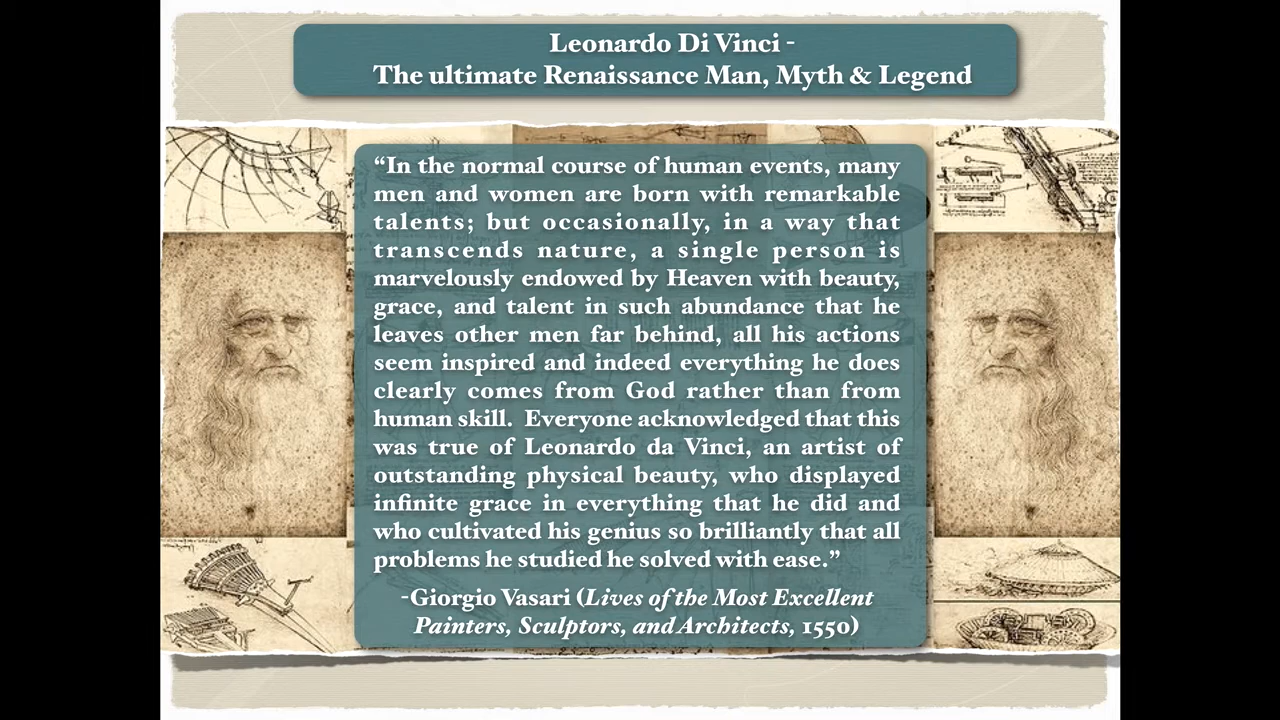 Leonardo Di Vinci -
The ultimate Renaissance Man, Myth & Legend
“In the normal course of human events, many
men and women are born with remarkable
talents; but occasionally, in a way that
transcends nature, a single person is
marvelously endowed by Heaven with beauty,
grace, and talent in such abundance that he
leaves other men far behind, all his actions
seem inspired and indeed everything he does
clearly comes from God rather than from
human skill.  Everyone acknowledged that this
was true of Leonardo da Vinci, an artist of
outstanding physical beauty, who displayed
infinite grace in everything that he did and
who cultivated his genius so brilliantly that all
problems he studied he solved with ease.”
-Giorgio Vasari (Lives of the Most Excellent
Painters, Sculptors, and Architects, 1550)